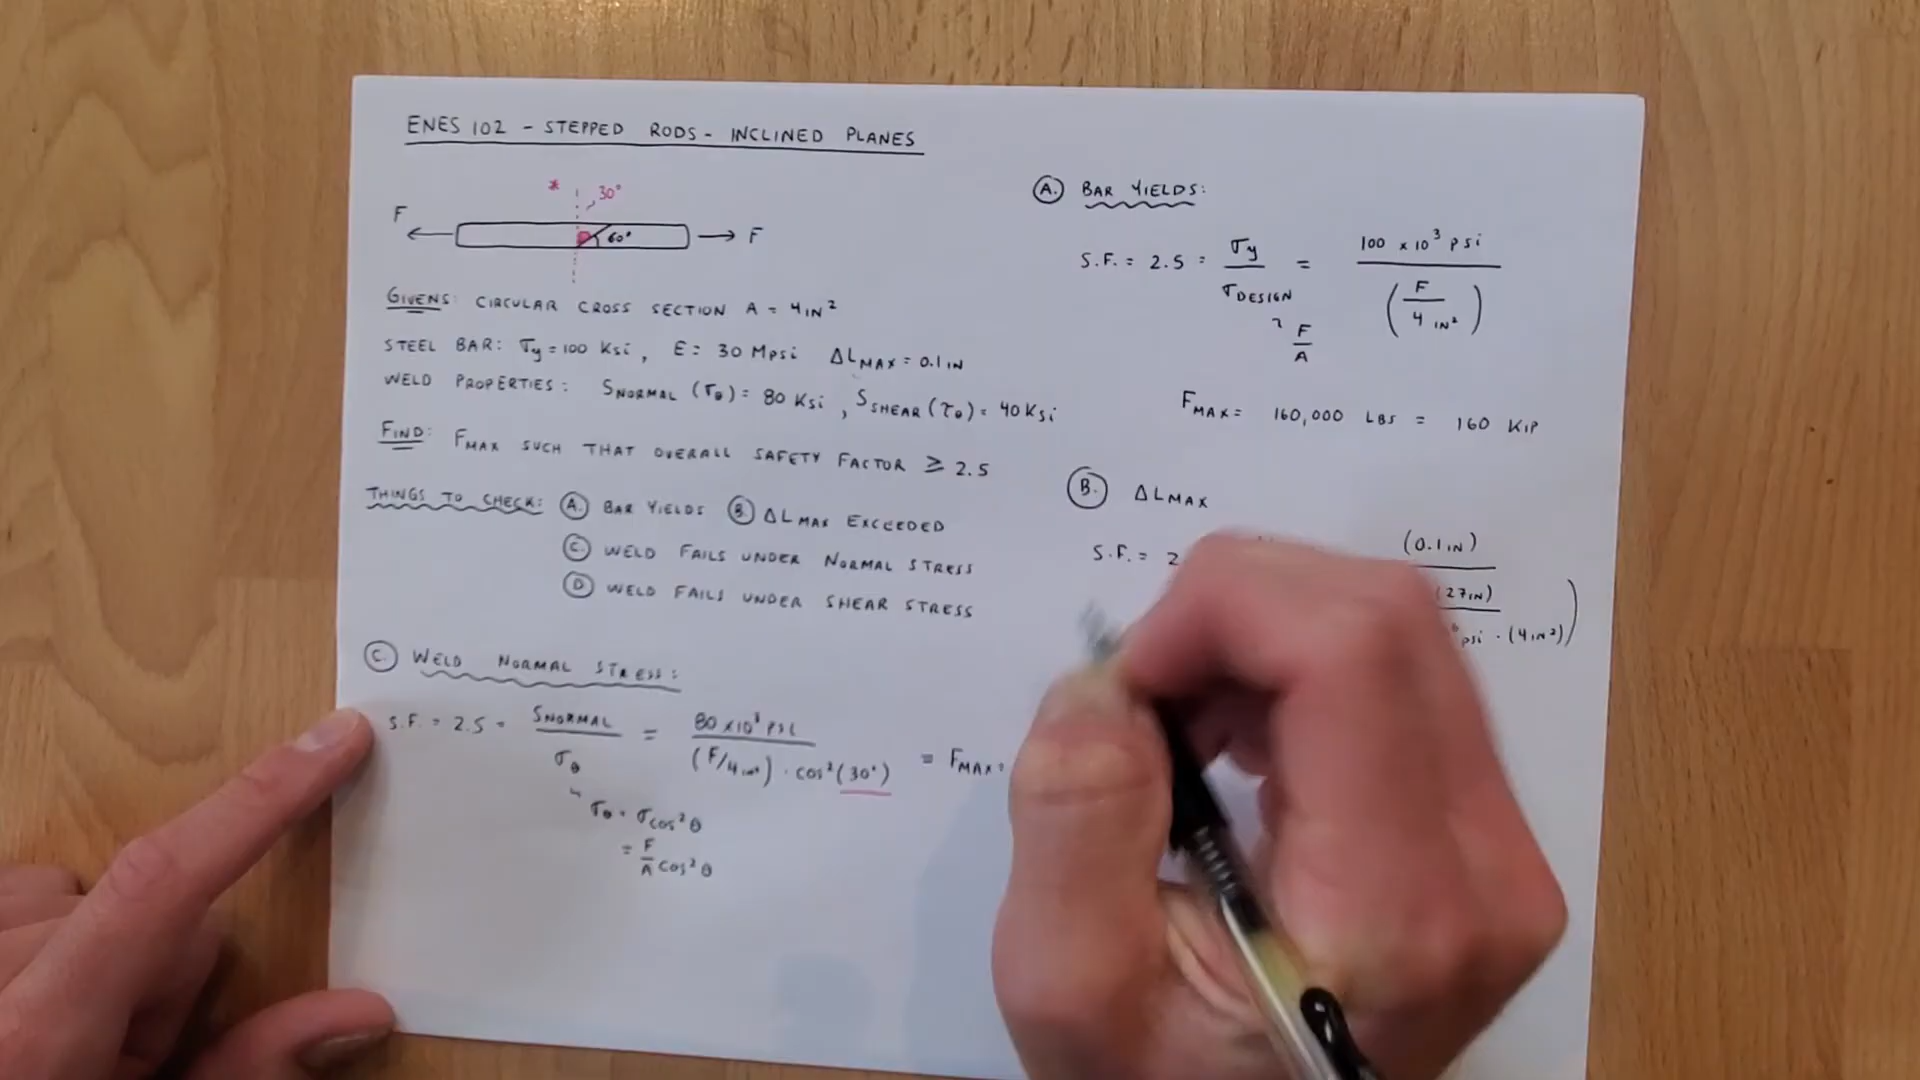 ENES 102 - STEPPED RODS - INCLINED PLANES
* 30°
F 60° F
GIVENS: CIRCULAR CROSS SECTION A = 4 IN²
STEEL BAR: σy = 100 Ksi, E = 30 Mpsi ΔLMAX = 0.1 IN
WELD PROPERTIES: SNORMAL (σθ) = 80 Ksi, SSHEAR (τθ) = 40 Ksi
FIND: FMAX SUCH THAT OVERALL SAFETY FACTOR ≥ 2.5
THINGS TO CHECK: (A.) BAR YIELDS (B.) ΔLMAX EXCEEDED
(C.) WELD FAILS UNDER NORMAL STRESS
(D) WELD FAILS UNDER SHEAR STRESS
(C.) WELD NORMAL STRESS:
S.F. = 2.5 = SNORMAL / σθ = 80 x10³ PSI / (F/4 IN²) · COS²(30°) = FMAX =
σθ = σ COS² θ
= F/A COS² θ
(A.) BAR YIELDS:
S.F. = 2.5 = σy / σDESIGN = 100 x10³ psi / (F / 4 IN²)
F/A
FMAX = 160,000 LBS = 160 KIP
(B.) ΔLMAX
S.F. = 2 (0.1 IN)
(27 IN)
psi · (4 IN²))